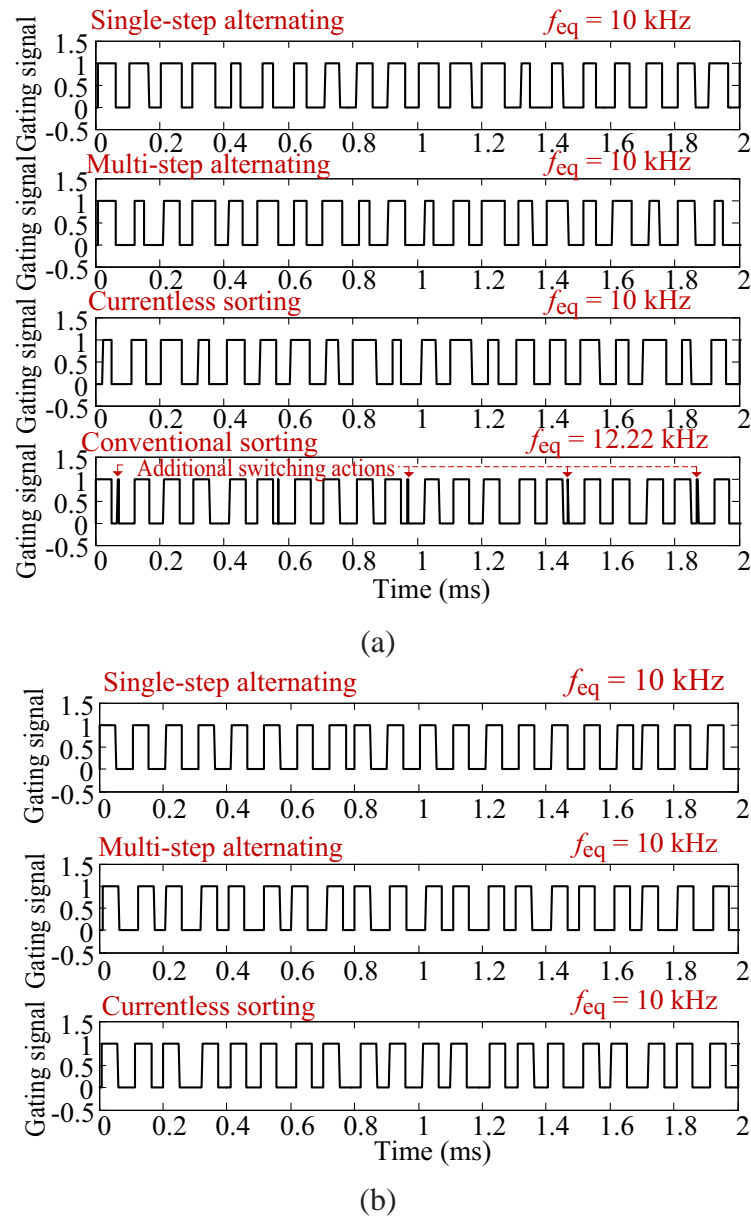 Single-step alternating f_eq = 10 kHz
1.5
1
0.5
0
-0.5
Gating signal
0 0.2 0.4 0.6 0.8 1 1.2 1.4 1.6 1.8 2
Multi-step alternating f_eq = 10 kHz
1.5
1
0.5
0
-0.5
Gating signal
0 0.2 0.4 0.6 0.8 1 1.2 1.4 1.6 1.8 2
Currentless sorting f_eq = 10 kHz
1.5
1
0.5
0
-0.5
Gating signal
0 0.2 0.4 0.6 0.8 1 1.2 1.4 1.6 1.8 2
Conventional sorting f_eq = 12.22 kHz
Additional switching actions
1.5
1
0.5
0
-0.5
Gating signal
0 0.2 0.4 0.6 0.8 1 1.2 1.4 1.6 1.8 2
Time (ms)
(a)
Single-step alternating f_eq = 10 kHz
1.5
1
0.5
0
-0.5
Gating signal
0 0.2 0.4 0.6 0.8 1 1.2 1.4 1.6 1.8 2
Multi-step alternating f_eq = 10 kHz
1.5
1
0.5
0
-0.5
Gating signal
0 0.2 0.4 0.6 0.8 1 1.2 1.4 1.6 1.8 2
Currentless sorting f_eq = 10 kHz
1.5
1
0.5
0
-0.5
Gating signal
0 0.2 0.4 0.6 0.8 1 1.2 1.4 1.6 1.8 2
Time (ms)
(b)